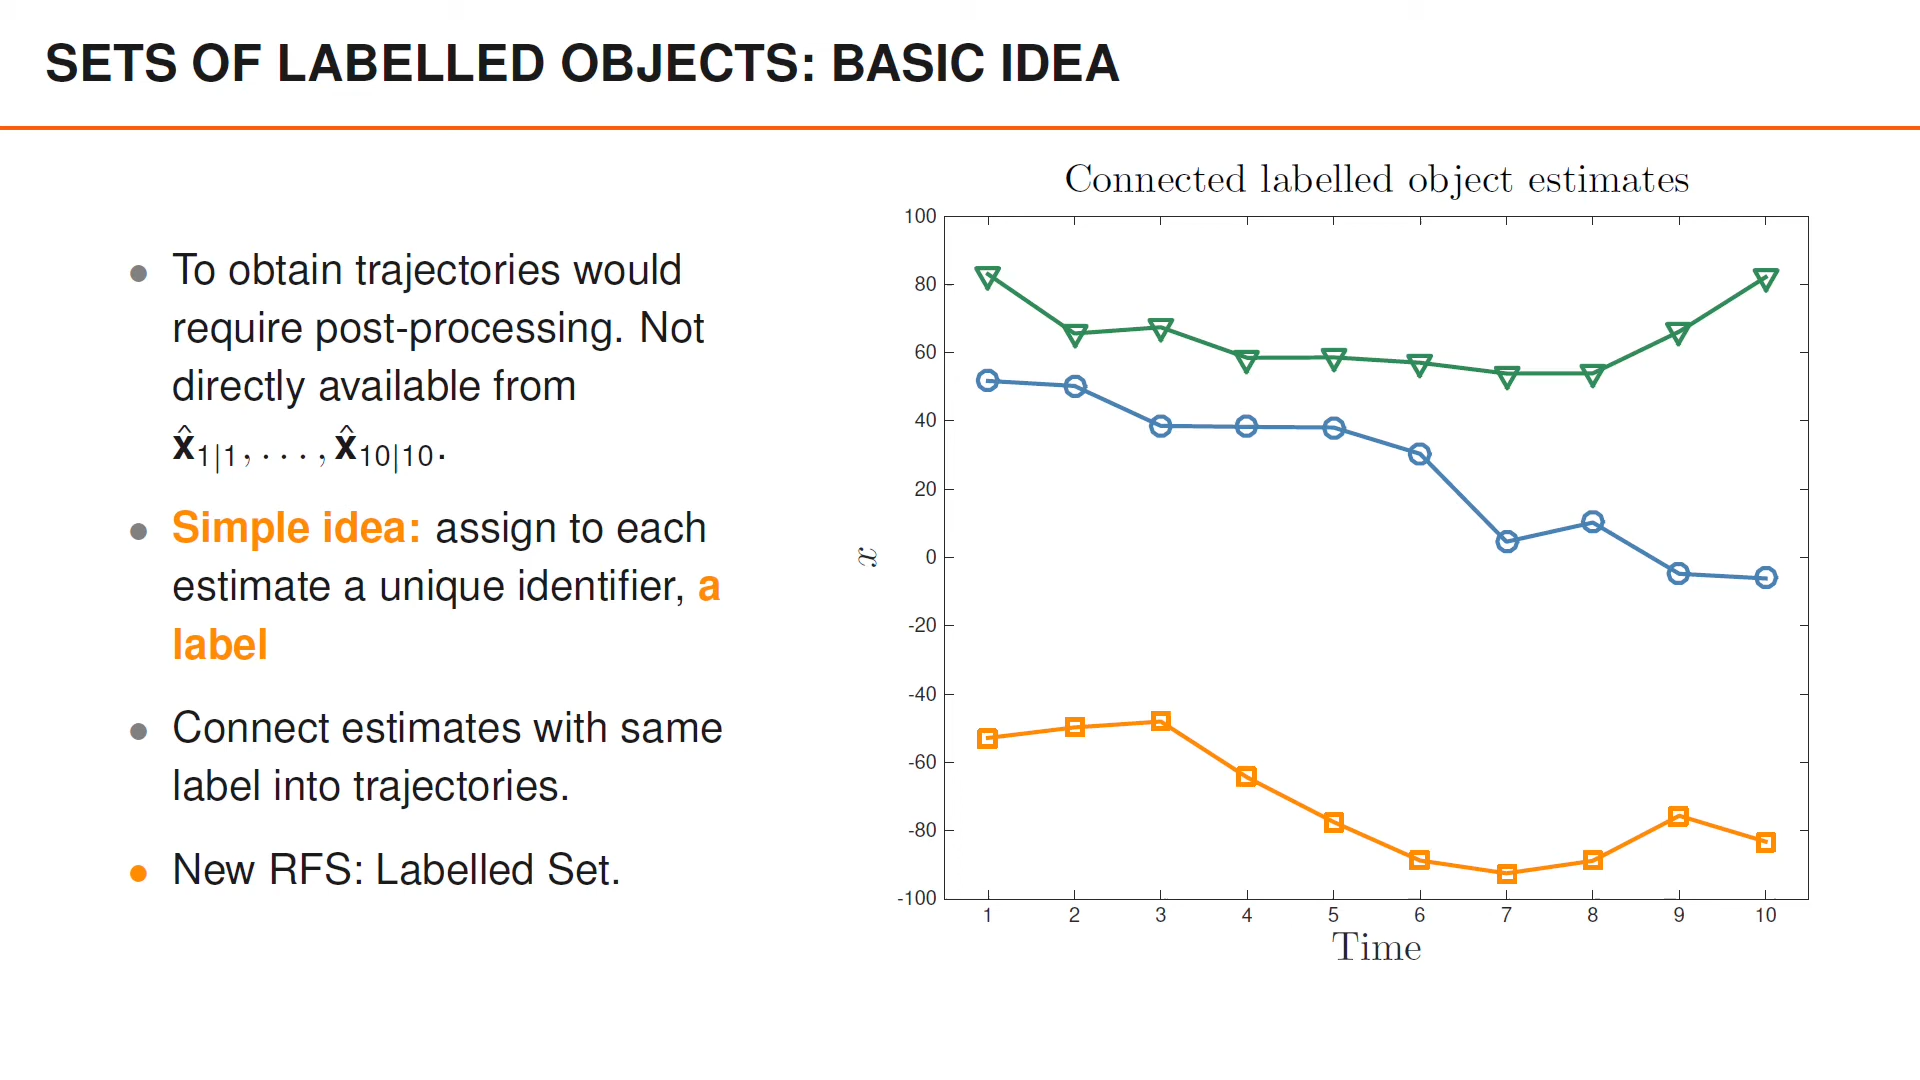 SETS OF LABELLED OBJECTS: BASIC IDEA
To obtain trajectories would
require post-processing. Not
directly available from
x̂1|1, . . . , x̂10|10.
Simple idea: assign to each
estimate a unique identifier, a
label
Connect estimates with same
label into trajectories.
New RFS: Labelled Set.
Connected labelled object estimates
100
80
60
40
20
0
-20
-40
-60
-80
-100
x
1 2 3 4 5 6 7 8 9 10
Time